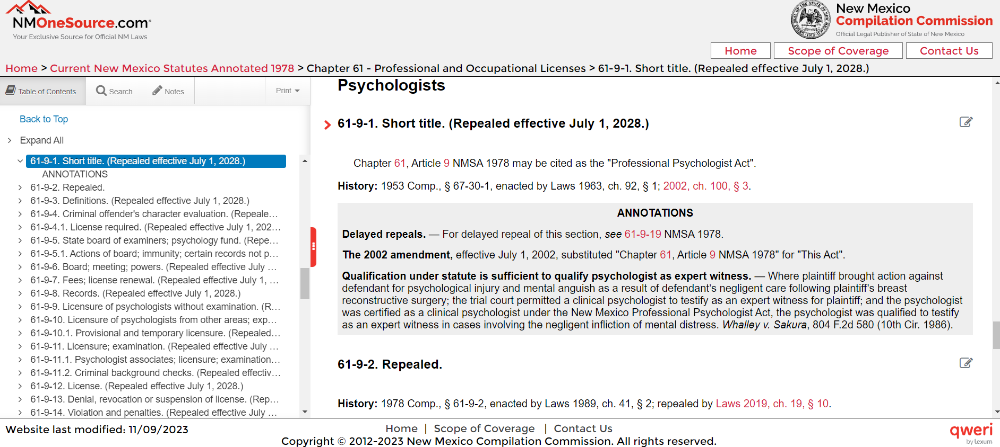 NMOneSource.com®
Your Exclusive Source for Official NM Laws
New Mexico
Compilation Commission
Official Legal Publisher of State of New Mexico
Home
Scope of Coverage
Contact Us
Home > Current New Mexico Statutes Annotated 1978 > Chapter 61 - Professional and Occupational Licenses > 61-9-1. Short title. (Repealed effective July 1, 2028.)
Table of Contents
Search
Notes
Print
Back to Top
Expand All
61-9-1. Short title. (Repealed effective July 1, 2028.)
ANNOTATIONS
61-9-2. Repealed.
61-9-3. Definitions. (Repealed effective July 1, 2028.)
61-9-4. Criminal offender's character evaluation. (Repeale…
61-9-4.1. License required. (Repealed effective July 1, 202…
61-9-5. State board of examiners; psychology fund. (Repe…
61-9-5.1. Actions of board; immunity; certain records not p…
61-9-6. Board; meeting; powers. (Repealed effective July …
61-9-7. Fees; license renewal. (Repealed effective July 1, …
61-9-8. Records. (Repealed effective July 1, 2028.)
61-9-9. Licensure of psychologists without examination. (R…
61-9-10. Licensure of psychologists from other areas; exp…
61-9-10.1. Provisional and temporary licensure. (Repealed…
61-9-11. Licensure; examination. (Repealed effective July …
61-9-11.1. Psychologist associates; licensure; examination…
61-9-11.2. Criminal background checks. (Repealed effectiv…
61-9-12. License. (Repealed effective July 1, 2028.)
61-9-13. Denial, revocation or suspension of license. (Rep…
61-9-14. Violation and penalties. (Repealed effective July …
Psychologists
61-9-1. Short title. (Repealed effective July 1, 2028.)
Chapter 61, Article 9 NMSA 1978 may be cited as the "Professional Psychologist Act".
History: 1953 Comp., § 67-30-1, enacted by Laws 1963, ch. 92, § 1; 2002, ch. 100, § 3.
ANNOTATIONS
Delayed repeals. — For delayed repeal of this section, see 61-9-19 NMSA 1978.
The 2002 amendment, effective July 1, 2002, substituted "Chapter 61, Article 9 NMSA 1978" for "This Act".
Qualification under statute is sufficient to qualify psychologist as expert witness. — Where plaintiff brought action against
defendant for psychological injury and mental anguish as a result of defendant’s negligent care following plaintiff’s breast
reconstructive surgery; the trial court permitted a clinical psychologist to testify as an expert witness for plaintiff; and the psychologist
was certified as a clinical psychologist under the New Mexico Professional Psychologist Act, the psychologist was qualified to testify
as an expert witness in cases involving the negligent infliction of mental distress. Whalley v. Sakura, 804 F.2d 580 (10th Cir. 1986).
61-9-2. Repealed.
History: 1978 Comp., § 61-9-2, enacted by Laws 1989, ch. 41, § 2; repealed by Laws 2019, ch. 19, § 10.
Website last modified: 11/09/2023
Home | Scope of Coverage | Contact Us
Copyright © 2012-2023 New Mexico Compilation Commission. All rights reserved.
qweri
by lexum